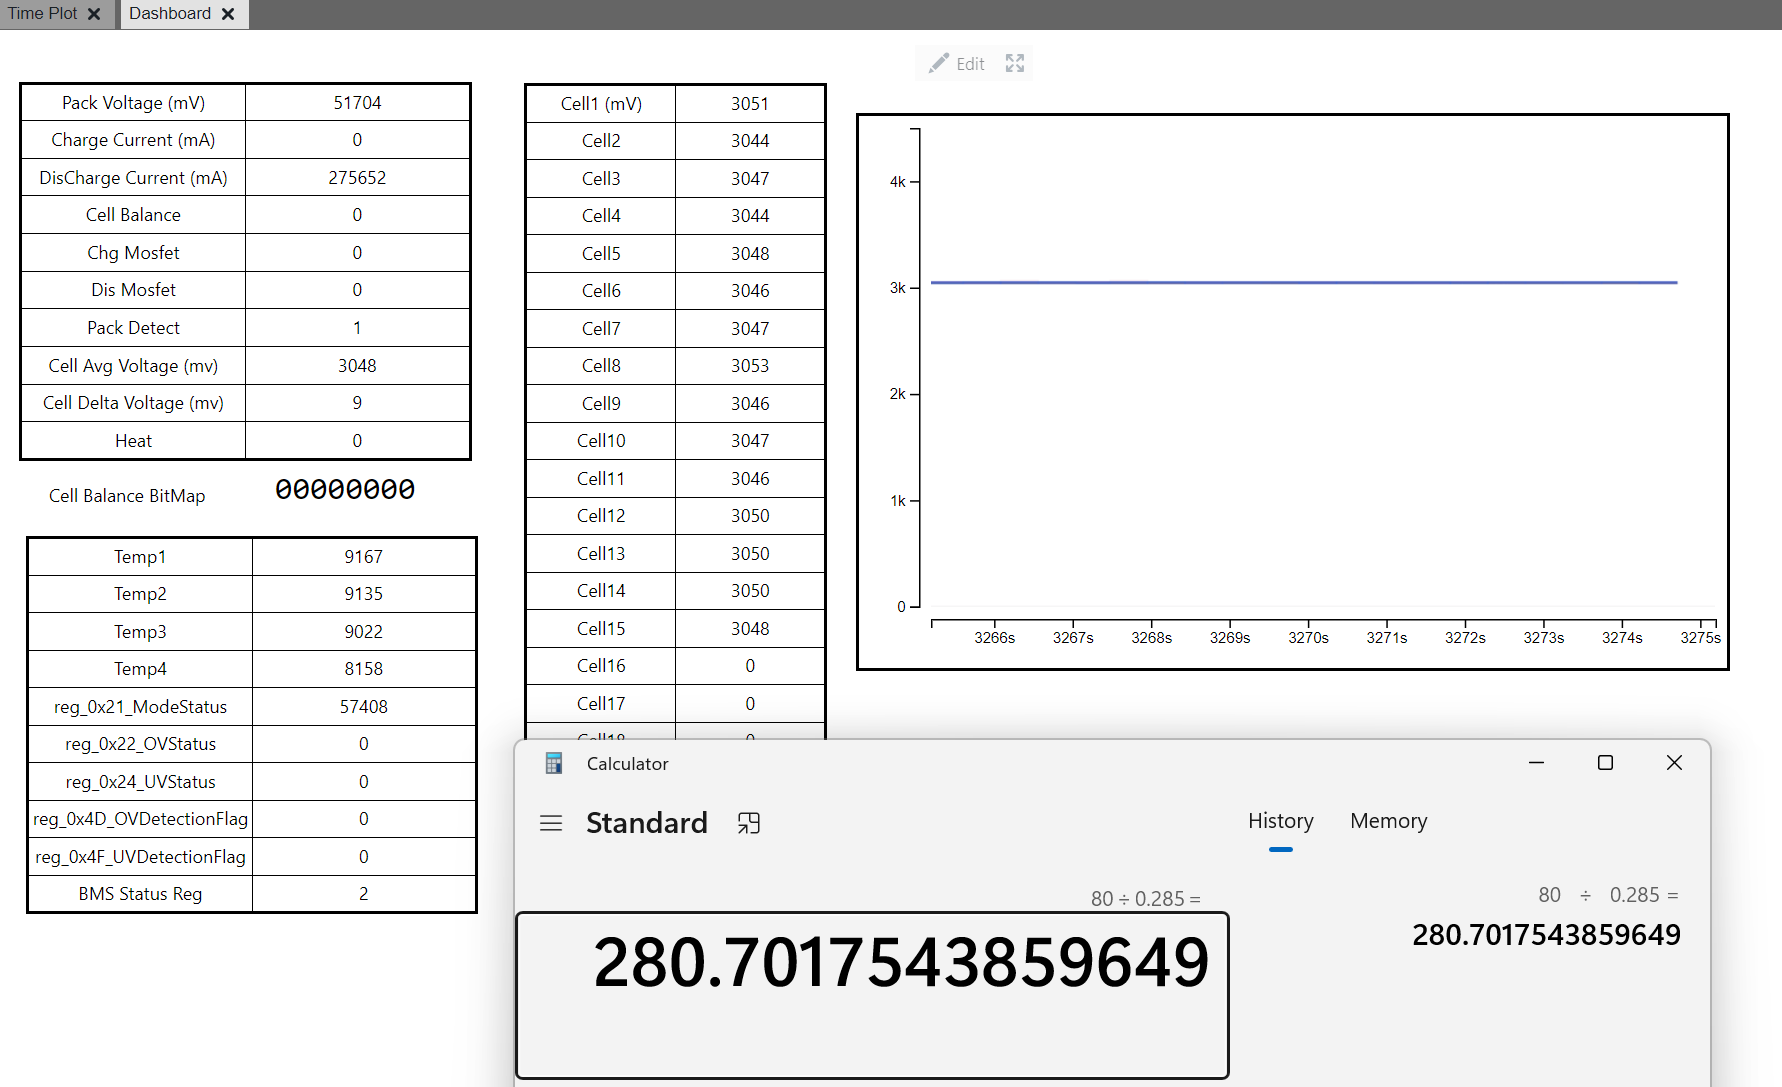 Time Plot
Dashboard
Edit
Pack Voltage (mV) 51704
Charge Current (mA) 0
DisCharge Current (mA) 275652
Cell Balance 0
Chg Mosfet 0
Dis Mosfet 0
Pack Detect 1
Cell Avg Voltage (mv) 3048
Cell Delta Voltage (mv) 9
Heat 0
Cell Balance BitMap 00000000
Temp1 9167
Temp2 9135
Temp3 9022
Temp4 8158
reg_0x21_ModeStatus 57408
reg_0x22_OVStatus 0
reg_0x24_UVStatus 0
reg_0x4D_OVDetectionFlag 0
reg_0x4F_UVDetectionFlag 0
BMS Status Reg 2
Cell1 (mV) 3051
Cell2 3044
Cell3 3047
Cell4 3044
Cell5 3048
Cell6 3046
Cell7 3047
Cell8 3053
Cell9 3046
Cell10 3047
Cell11 3046
Cell12 3050
Cell13 3050
Cell14 3050
Cell15 3048
Cell16 0
Cell17 0
Cell18 0
4k
3k
2k
1k
0
3266s 3267s 3268s 3269s 3270s 3271s 3272s 3273s 3274s 3275s
Calculator
Standard
History Memory
80 ÷ 0.285 =
280.7017543859649
80 ÷ 0.285 =
280.7017543859649